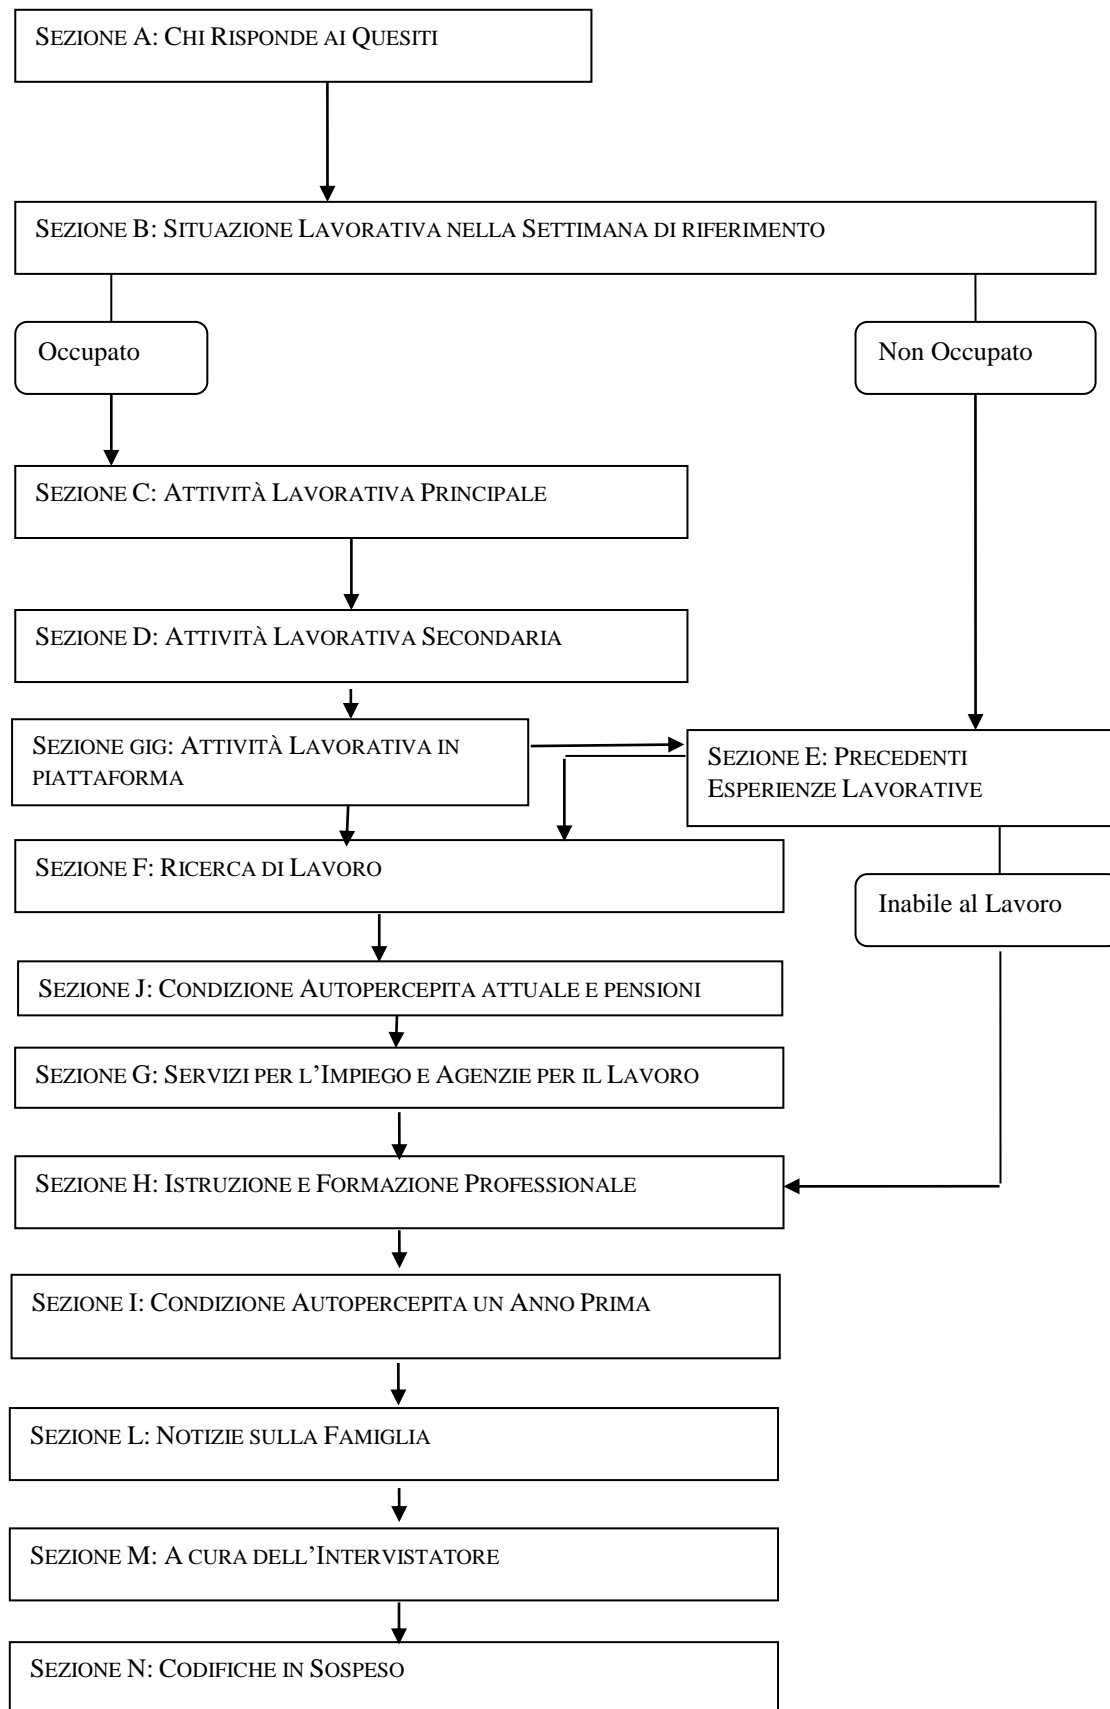 SEZIONE A: CHI RISPONDE AI QUESITI
SEZIONE B: SITUAZIONE LAVORATIVA NELLA SETTIMANA DI RIFERIMENTO
Occupato
Non Occupato
SEZIONE C: ATTIVITÀ LAVORATIVA PRINCIPALE
SEZIONE D: ATTIVITÀ LAVORATIVA SECONDARIA
SEZIONE GIG: ATTIVITÀ LAVORATIVA IN
PIATTAFORMA
SEZIONE E: PRECEDENTI
ESPERIENZE LAVORATIVE
SEZIONE F: RICERCA DI LAVORO
Inabile al Lavoro
SEZIONE J: CONDIZIONE AUTOPERCEPITA ATTUALE E PENSIONI
SEZIONE G: SERVIZI PER L'IMPIEGO E AGENZIE PER IL LAVORO
SEZIONE H: ISTRUZIONE E FORMAZIONE PROFESSIONALE
SEZIONE I: CONDIZIONE AUTOPERCEPITA UN ANNO PRIMA
SEZIONE L: NOTIZIE SULLA FAMIGLIA
SEZIONE M: A CURA DELL'INTERVISTATORE
SEZIONE N: CODIFICHE IN SOSPESO